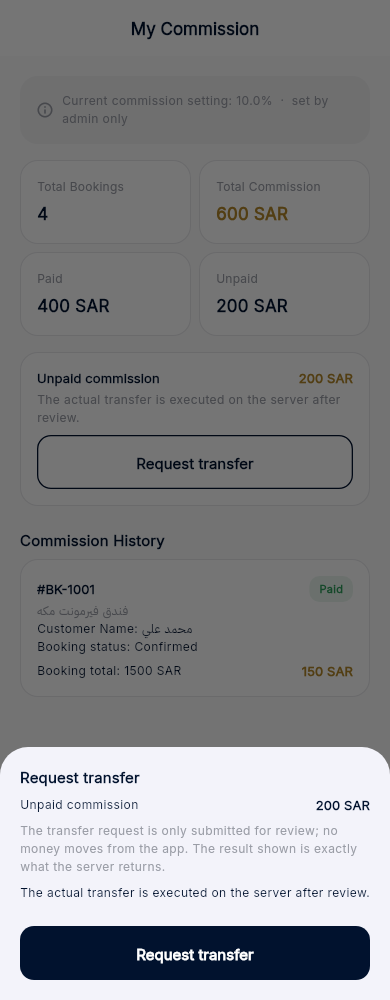 My Commission
Current commission setting: 10.0% · set by
admin only
Total Bookings
4
Total Commission
600 SAR
Paid
400 SAR
Unpaid
200 SAR
Unpaid commission
200 SAR
The actual transfer is executed on the server after
review.
Request transfer
Commission History
#BK-1001
Paid
فندق فيرمونت مكه
Customer Name: محمد علي
Booking status: Confirmed
Booking total: 1500 SAR
150 SAR
Request transfer
Unpaid commission
200 SAR
The transfer request is only submitted for review; no
money moves from the app. The result shown is exactly
what the server returns.
The actual transfer is executed on the server after review.
Request transfer